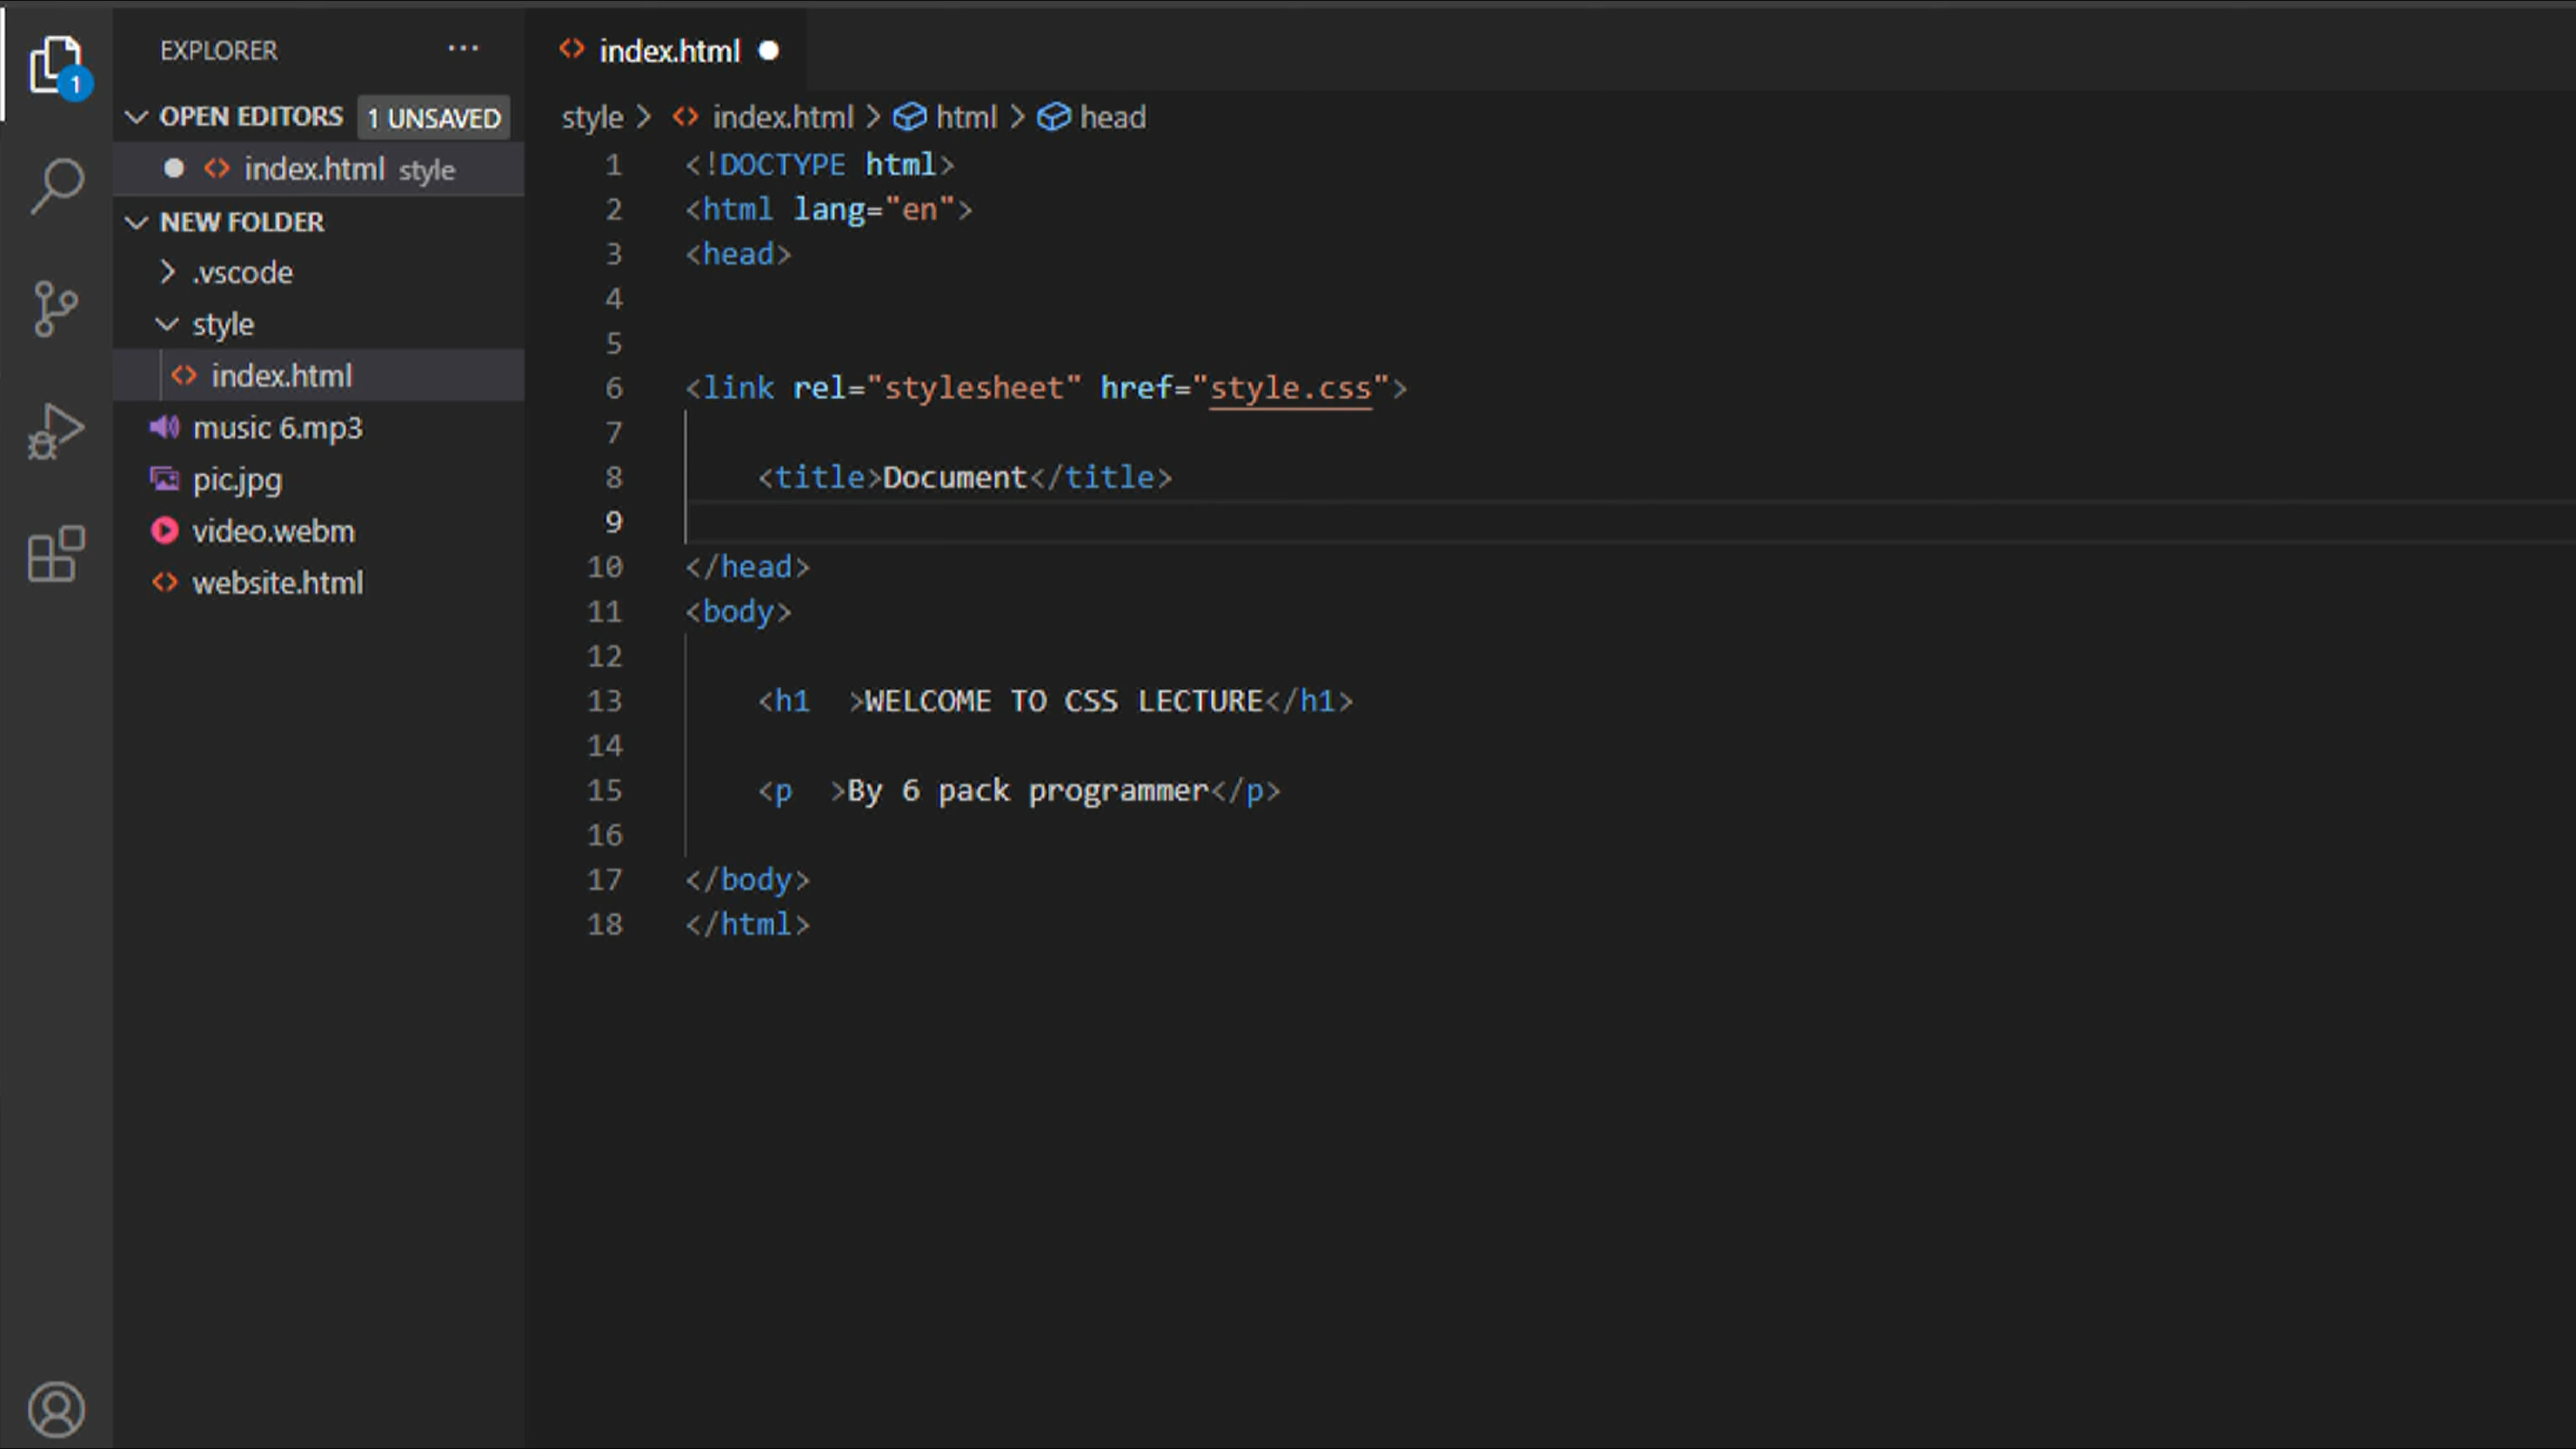 EXPLORER ···
OPEN EDITORS 1 UNSAVED
index.html style
NEW FOLDER
.vscode
style
index.html
music 6.mp3
pic.jpg
video.webm
website.html
1
index.html
style > index.html > html > head
1 <!DOCTYPE html>
2 <html lang="en">
3 <head>
4
5
6 <link rel="stylesheet" href="style.css">
7
8 <title>Document</title>
9
10 </head>
11 <body>
12
13 <h1  >WELCOME TO CSS LECTURE</h1>
14
15 <p  >By 6 pack programmer</p>
16
17 </body>
18 </html>